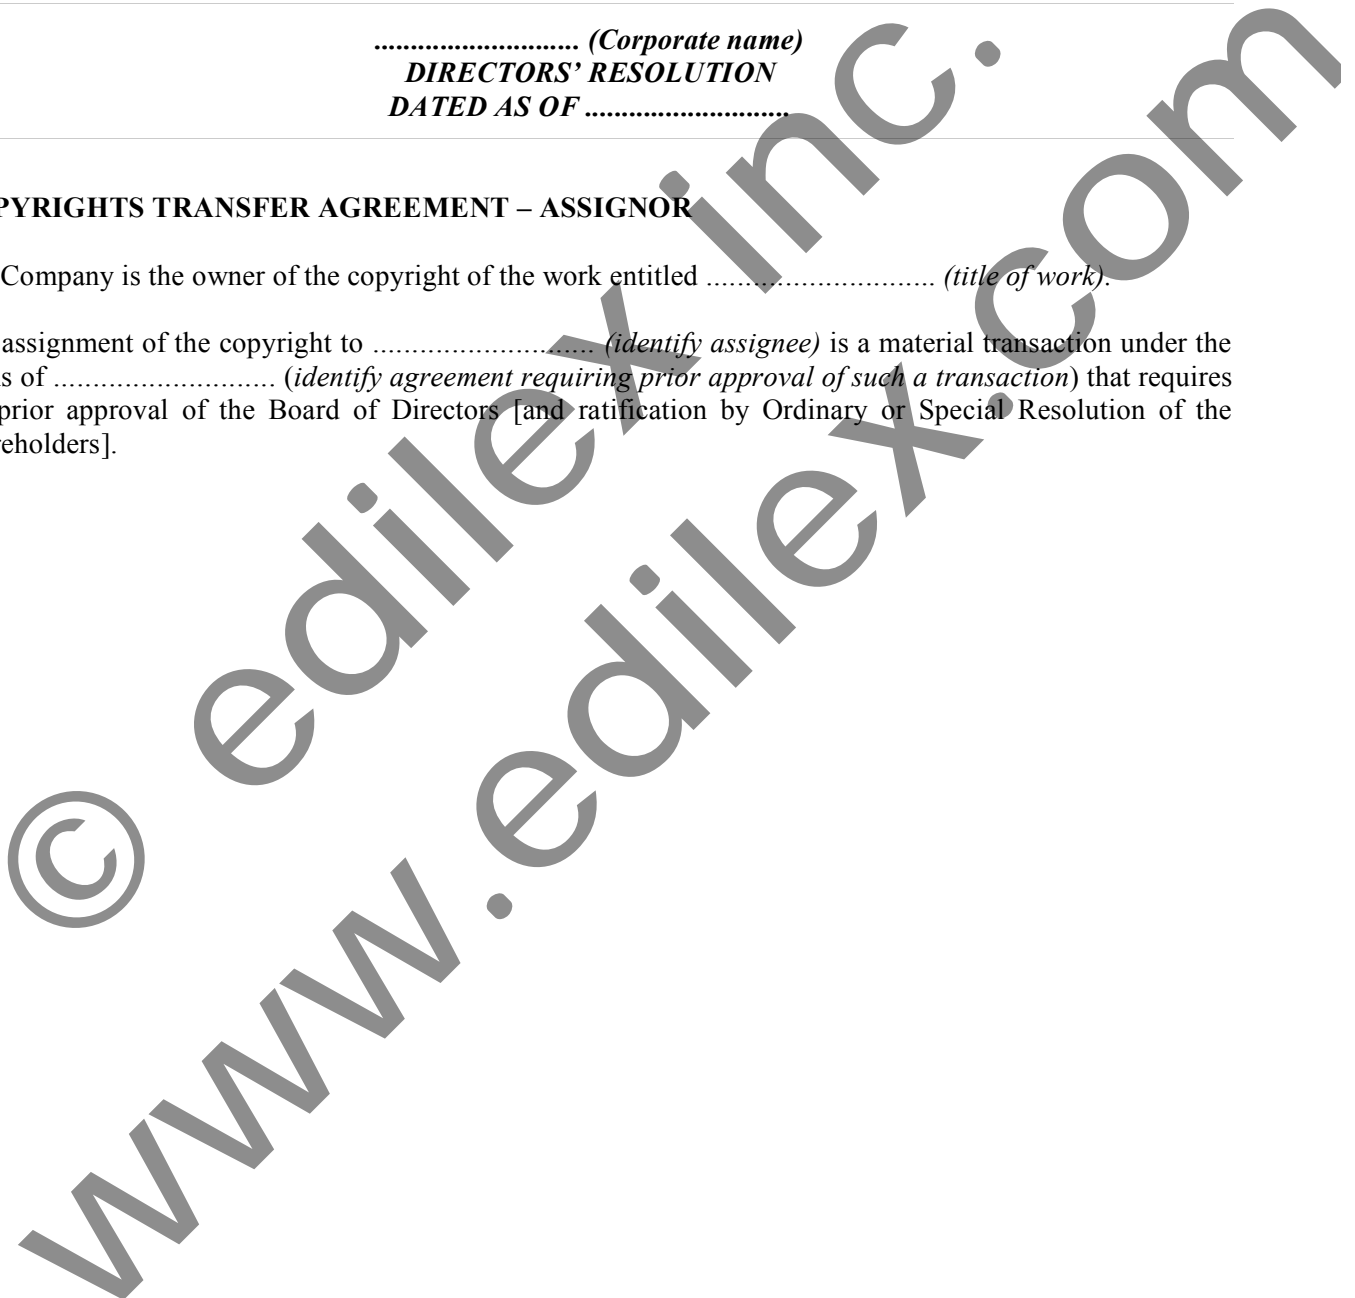 ........................... (Corporate name)
DIRECTORS’ RESOLUTION
DATED AS OF ...........................
PYRIGHTS TRANSFER AGREEMENT – ASSIGNOR
Company is the owner of the copyright of the work entitled ............................. (title of work).
assignment of the copyright to ............................ (identify assignee) is a material transaction under the
s of ............................ (identify agreement requiring prior approval of such a transaction) that requires
prior approval of the Board of Directors [and ratification by Ordinary or Special Resolution of the
reholders].
© edilex inc.
www.edilex.com